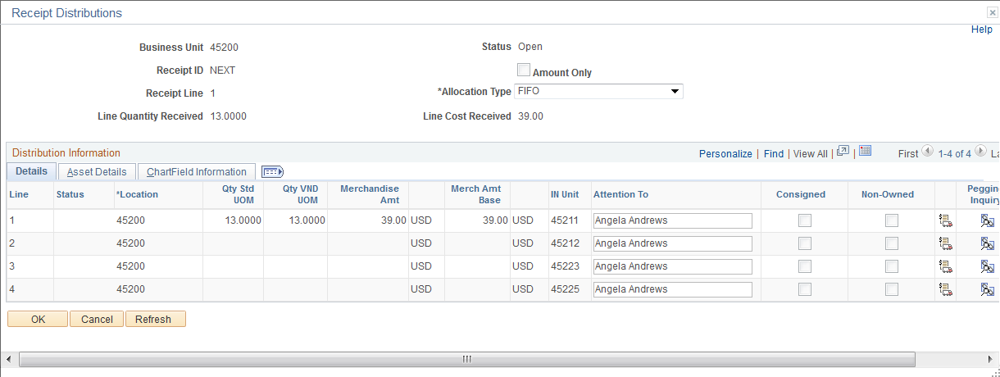 Receipt Distributions
Help
Business Unit 45200 Status Open
Receipt ID NEXT Amount Only
Receipt Line 1 *Allocation Type FIFO
Line Quantity Received 13.0000 Line Cost Received 39.00
Distribution Information Personalize | Find | View All | | First 1-4 of 4 La
Details Asset Details ChartField Information
Line Status *Location Qty Std UOM Qty VND UOM Merchandise Amt Merch Amt Base IN Unit Attention To Consigned Non-Owned Peggin Inquiry
1 45200 13.0000 13.0000 39.00 USD 39.00 USD 45211 Angela Andrews
2 45200 USD USD 45212 Angela Andrews
3 45200 USD USD 45223 Angela Andrews
4 45200 USD USD 45225 Angela Andrews
OK Cancel Refresh